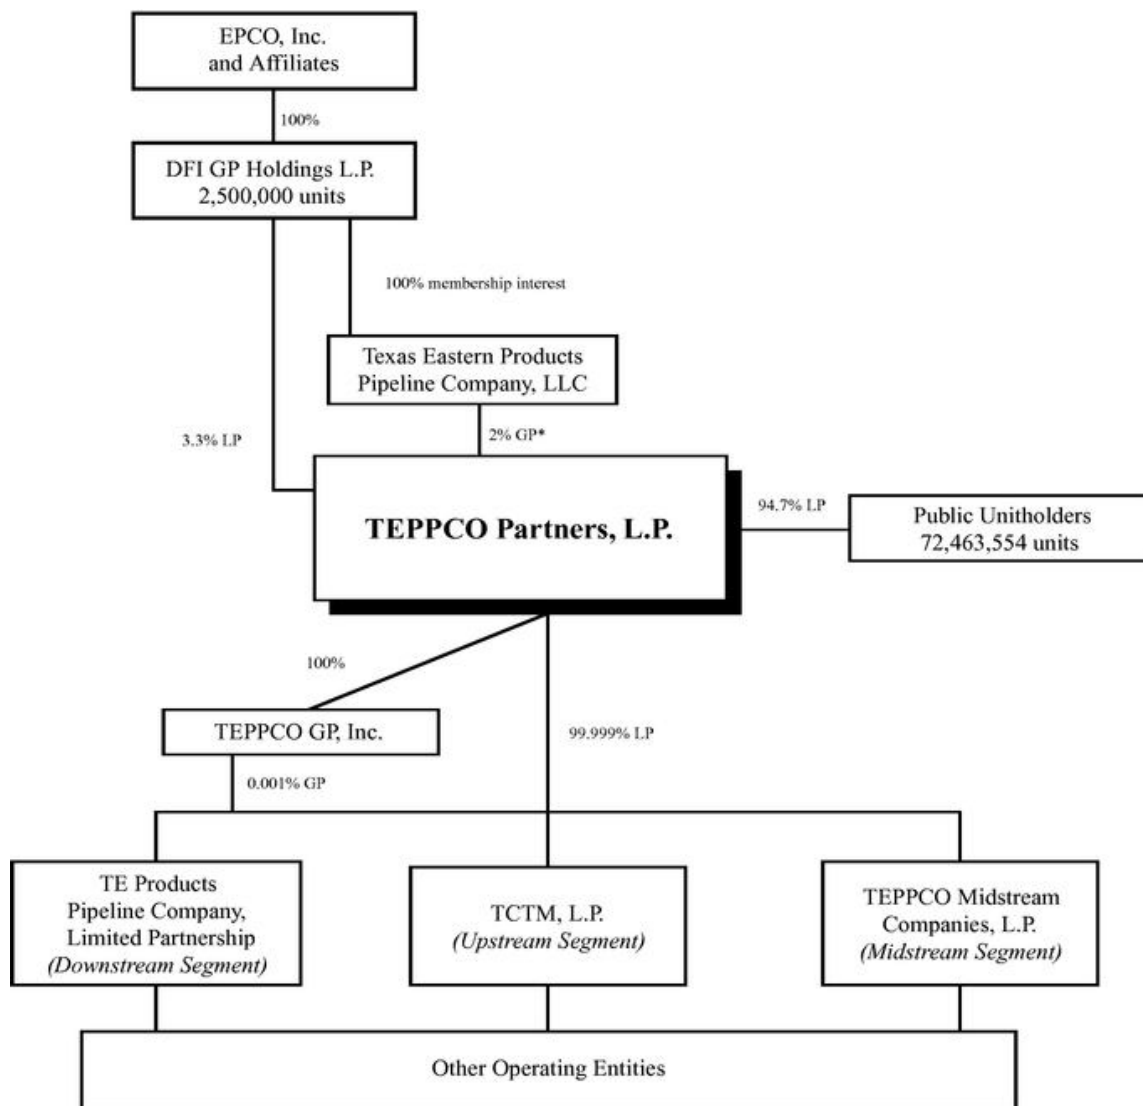 EPCO, Inc.
and Affiliates
100%
DFI GP Holdings L.P.
2,500,000 units
100% membership interest
Texas Eastern Products
Pipeline Company, LLC
3.3% LP
2% GP*
TEPPCO Partners, L.P.
94.7% LP
Public Unitholders
72,463,554 units
100%
TEPPCO GP, Inc.
99.999% LP
0.001% GP
TE Products
Pipeline Company,
Limited Partnership
(Downstream Segment)
TCTM, L.P.
(Upstream Segment)
TEPPCO Midstream
Companies, L.P.
(Midstream Segment)
Other Operating Entities